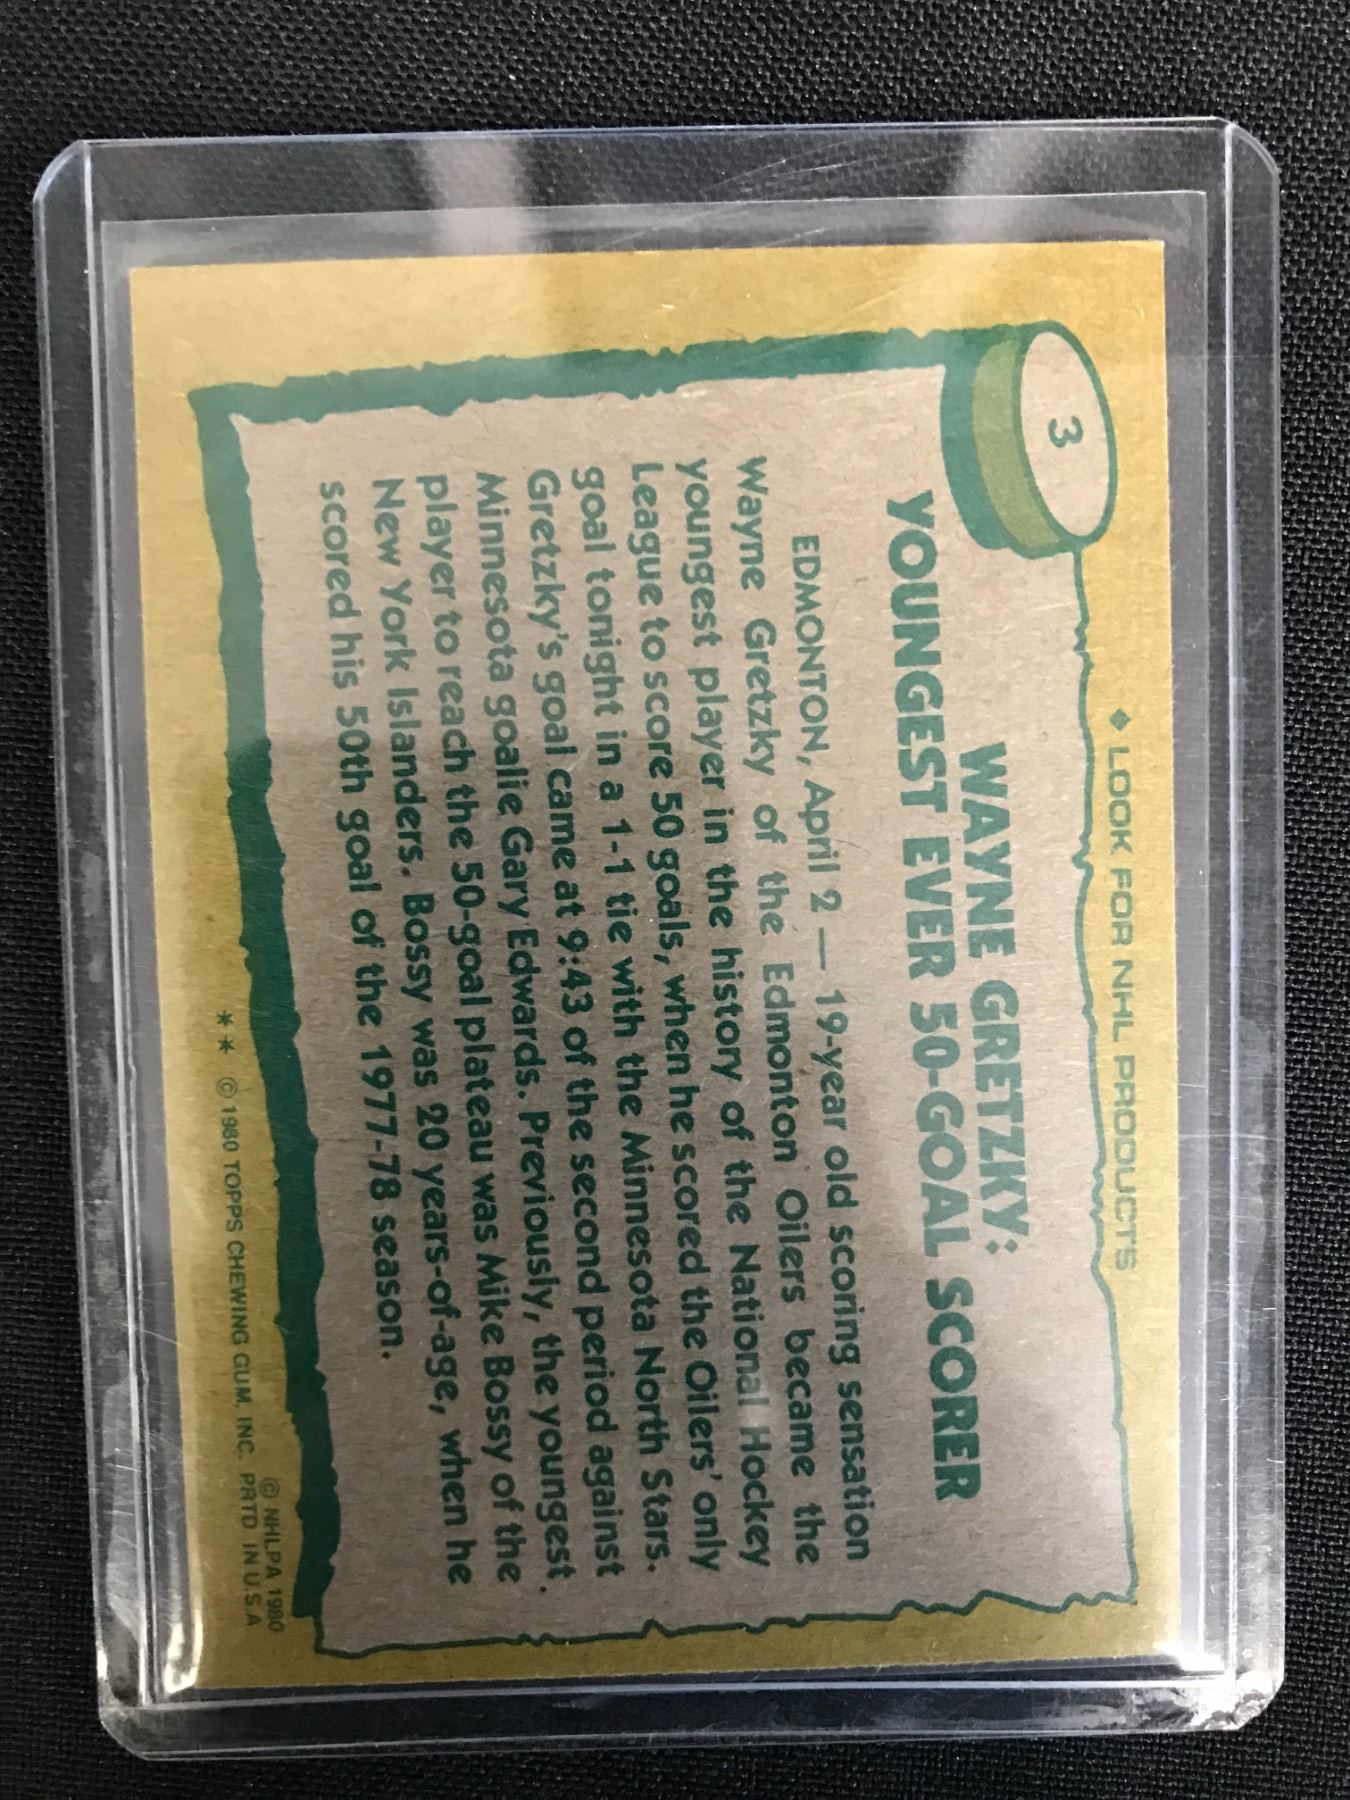 ◆ LOOK FOR NHL PRODUCTS
3
WAYNE GRETZKY:
YOUNGEST EVER 50-GOAL SCORER
EDMONTON, April 2 — 19-year old scoring sensation
Wayne Gretzky of the Edmonton Oilers became the
youngest player in the history of the National Hockey
League to score 50 goals, when he scored the Oilers' only
goal tonight in a 1-1 tie with the Minnesota North Stars.
Gretzky's goal came at 9:43 of the second period against
Minnesota goalie Gary Edwards. Previously, the youngest
player to reach the 50-goal plateau was Mike Bossy of the
New York Islanders. Bossy was 20 years-of-age, when he
scored his 50th goal of the 1977-78 season.
© NHLPA 1980
** © 1980 TOPPS CHEWING GUM, INC. PRTD IN U.S.A